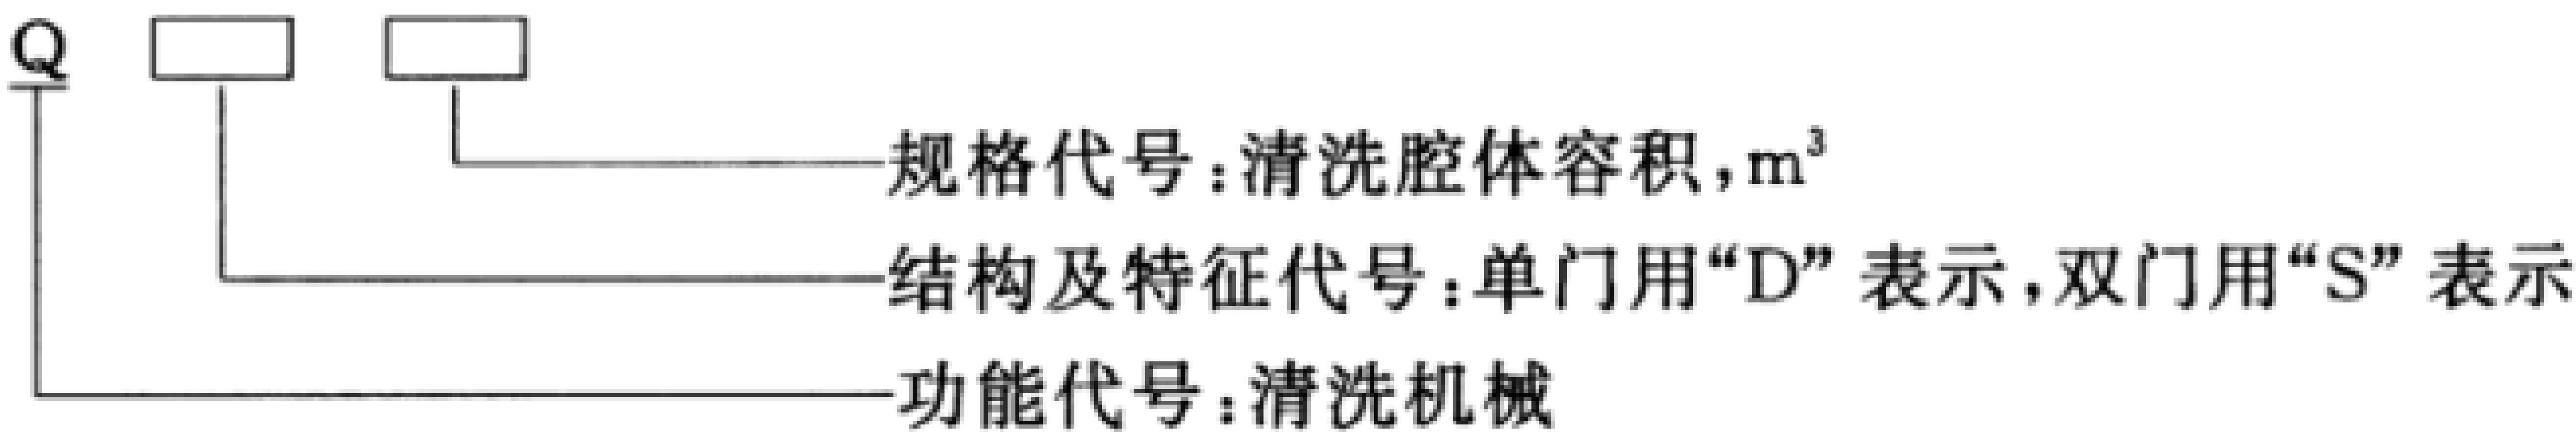 Q
规格代号:清洗腔体容积,m³
结构及特征代号:单门用“D”表示,双门用“S”表示
功能代号:清洗机械